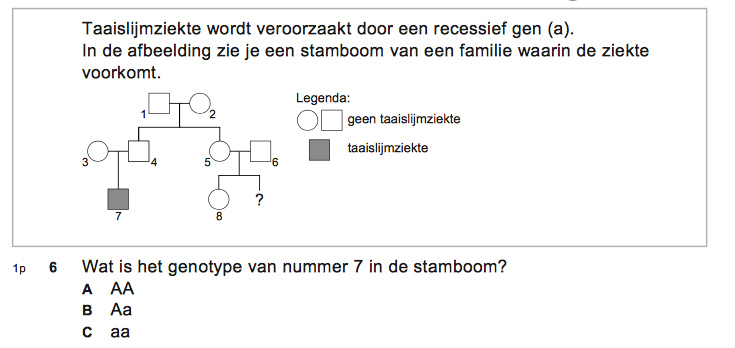 Taaislijmziekte wordt veroorzaakt door een recessief gen (a).
In de afbeelding zie je een stamboom van een familie waarin de ziekte
voorkomt.
Legenda:
geen taaislijmziekte
taaislijmziekte
1 2
3 4 5 6
?
7 8
1p 6 Wat is het genotype van nummer 7 in de stamboom?
A AA
B Aa
C aa